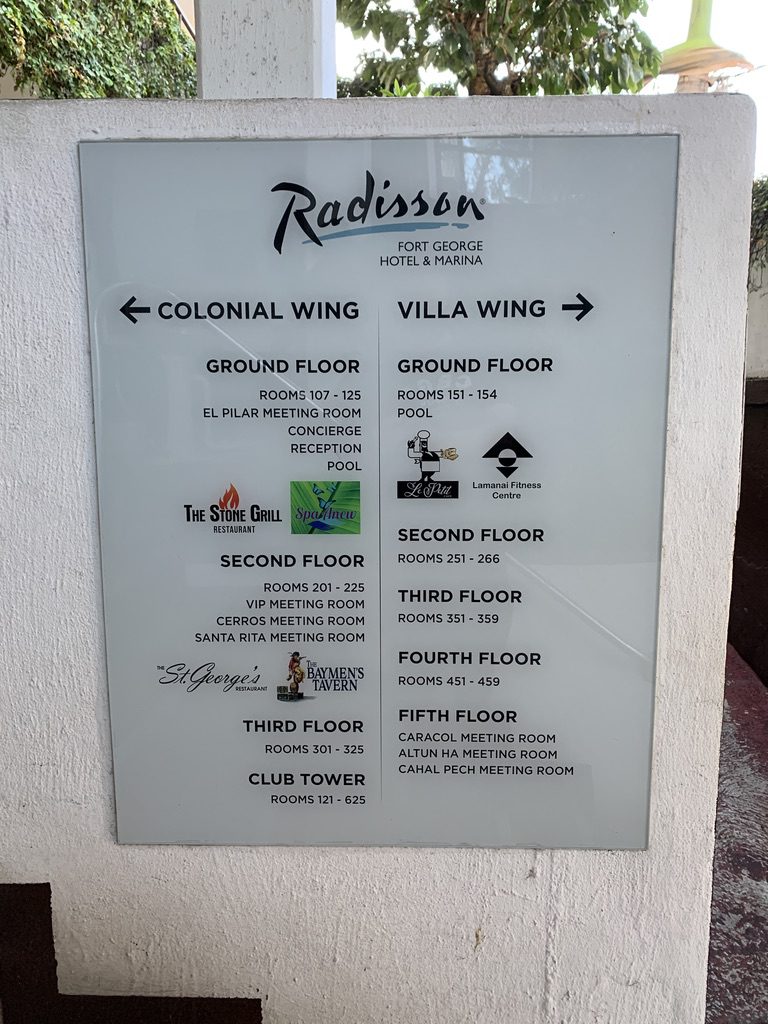 Radisson®
FORT GEORGE
HOTEL & MARINA
← COLONIAL WING
GROUND FLOOR
ROOMS 107 - 125
EL PILAR MEETING ROOM
CONCIERGE
RECEPTION
POOL
THE STONE GRILL
RESTAURANT
Spa Anew
SECOND FLOOR
ROOMS 201 - 225
VIP MEETING ROOM
CERROS MEETING ROOM
SANTA RITA MEETING ROOM
THE St. George's
RESTAURANT
THE BAYMEN'S
TAVERN
THIRD FLOOR
ROOMS 301 - 325
CLUB TOWER
ROOMS 121 - 625
VILLA WING →
GROUND FLOOR
ROOMS 151 - 154
POOL
Le Petit
Lamanai Fitness
Centre
SECOND FLOOR
ROOMS 251 - 266
THIRD FLOOR
ROOMS 351 - 359
FOURTH FLOOR
ROOMS 451 - 459
FIFTH FLOOR
CARACOL MEETING ROOM
ALTUN HA MEETING ROOM
CAHAL PECH MEETING ROOM